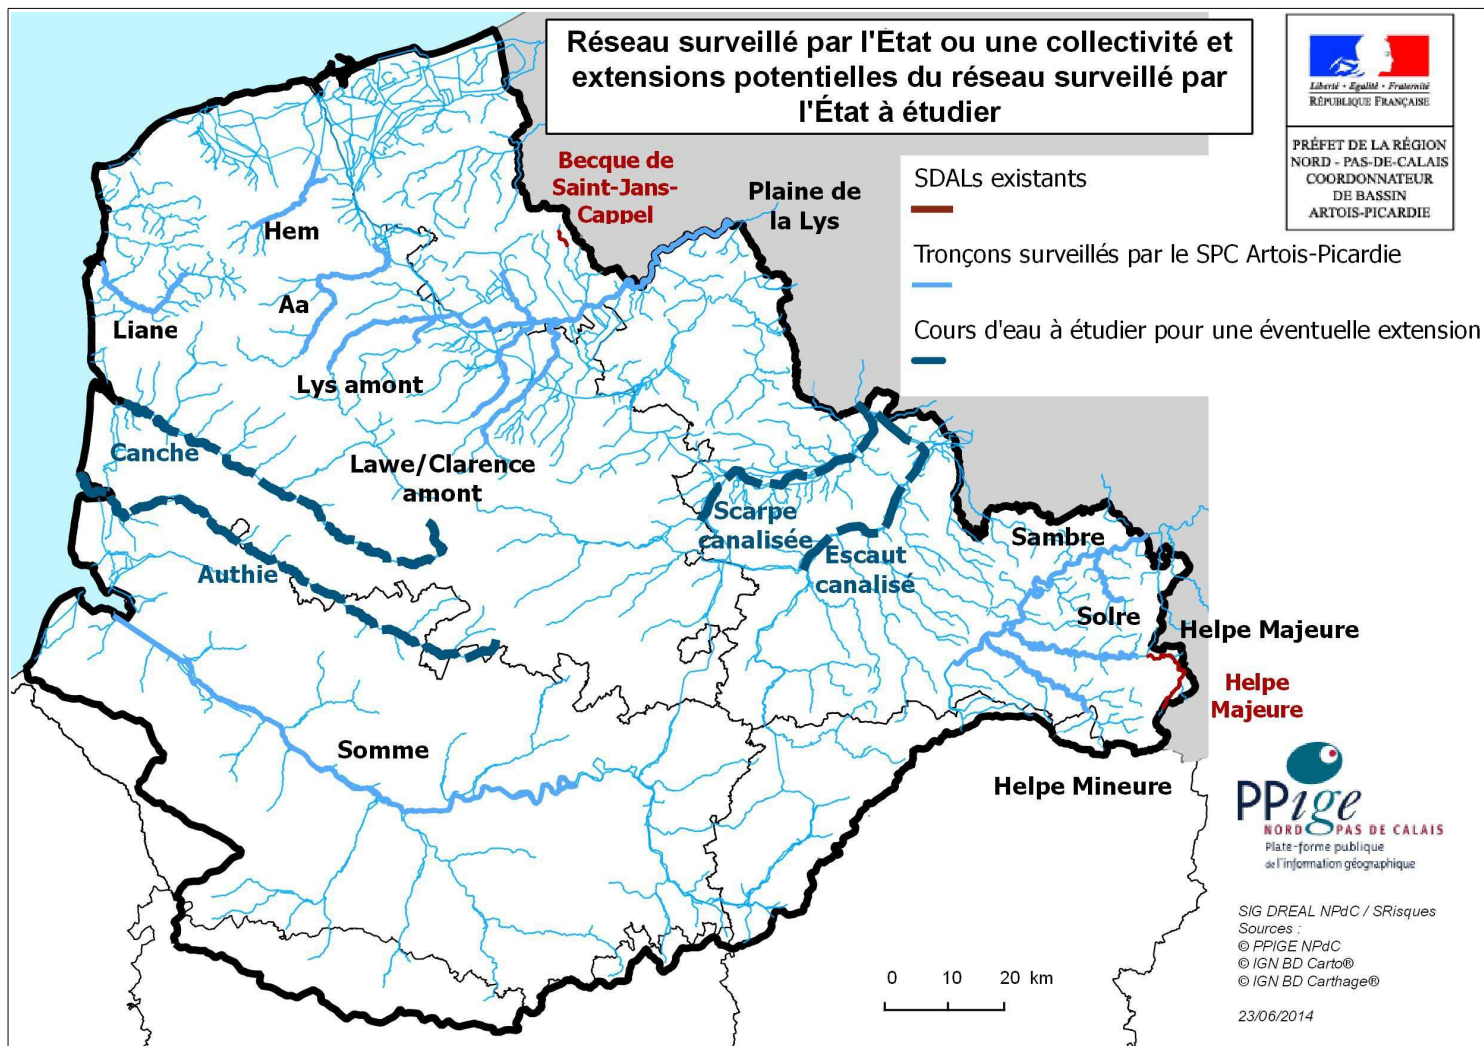 Réseau surveillé par l'État ou une collectivité et
extensions potentielles du réseau surveillé par
l'État à étudier
Liberté • Egalité • Fraternité
RÉPUBLIQUE FRANÇAISE
PRÉFET DE LA RÉGION
NORD - PAS-DE-CALAIS
COORDONNATEUR
DE BASSIN
ARTOIS-PICARDIE
SDALs existants
Tronçons surveillés par le SPC Artois-Picardie
Cours d'eau à étudier pour une éventuelle extension
Becque de
Saint-Jans-
Cappel
Plaine de
la Lys
Hem
Aa
Liane
Lys amont
Canche
Lawe/Clarence
amont
Scarpe
canalisée
Escaut
canalisé
Authie
Sambre
Solre
Helpe Majeure
Helpe
Majeure
Somme
Helpe Mineure
PPige
NORD PAS DE CALAIS
Plate-forme publique
de l'information géographique
SIG DREAL NPdC / SRisques
Sources :
© PPIGE NPdC
© IGN BD Carto®
© IGN BD Carthage®
23/06/2014
0 10 20 km